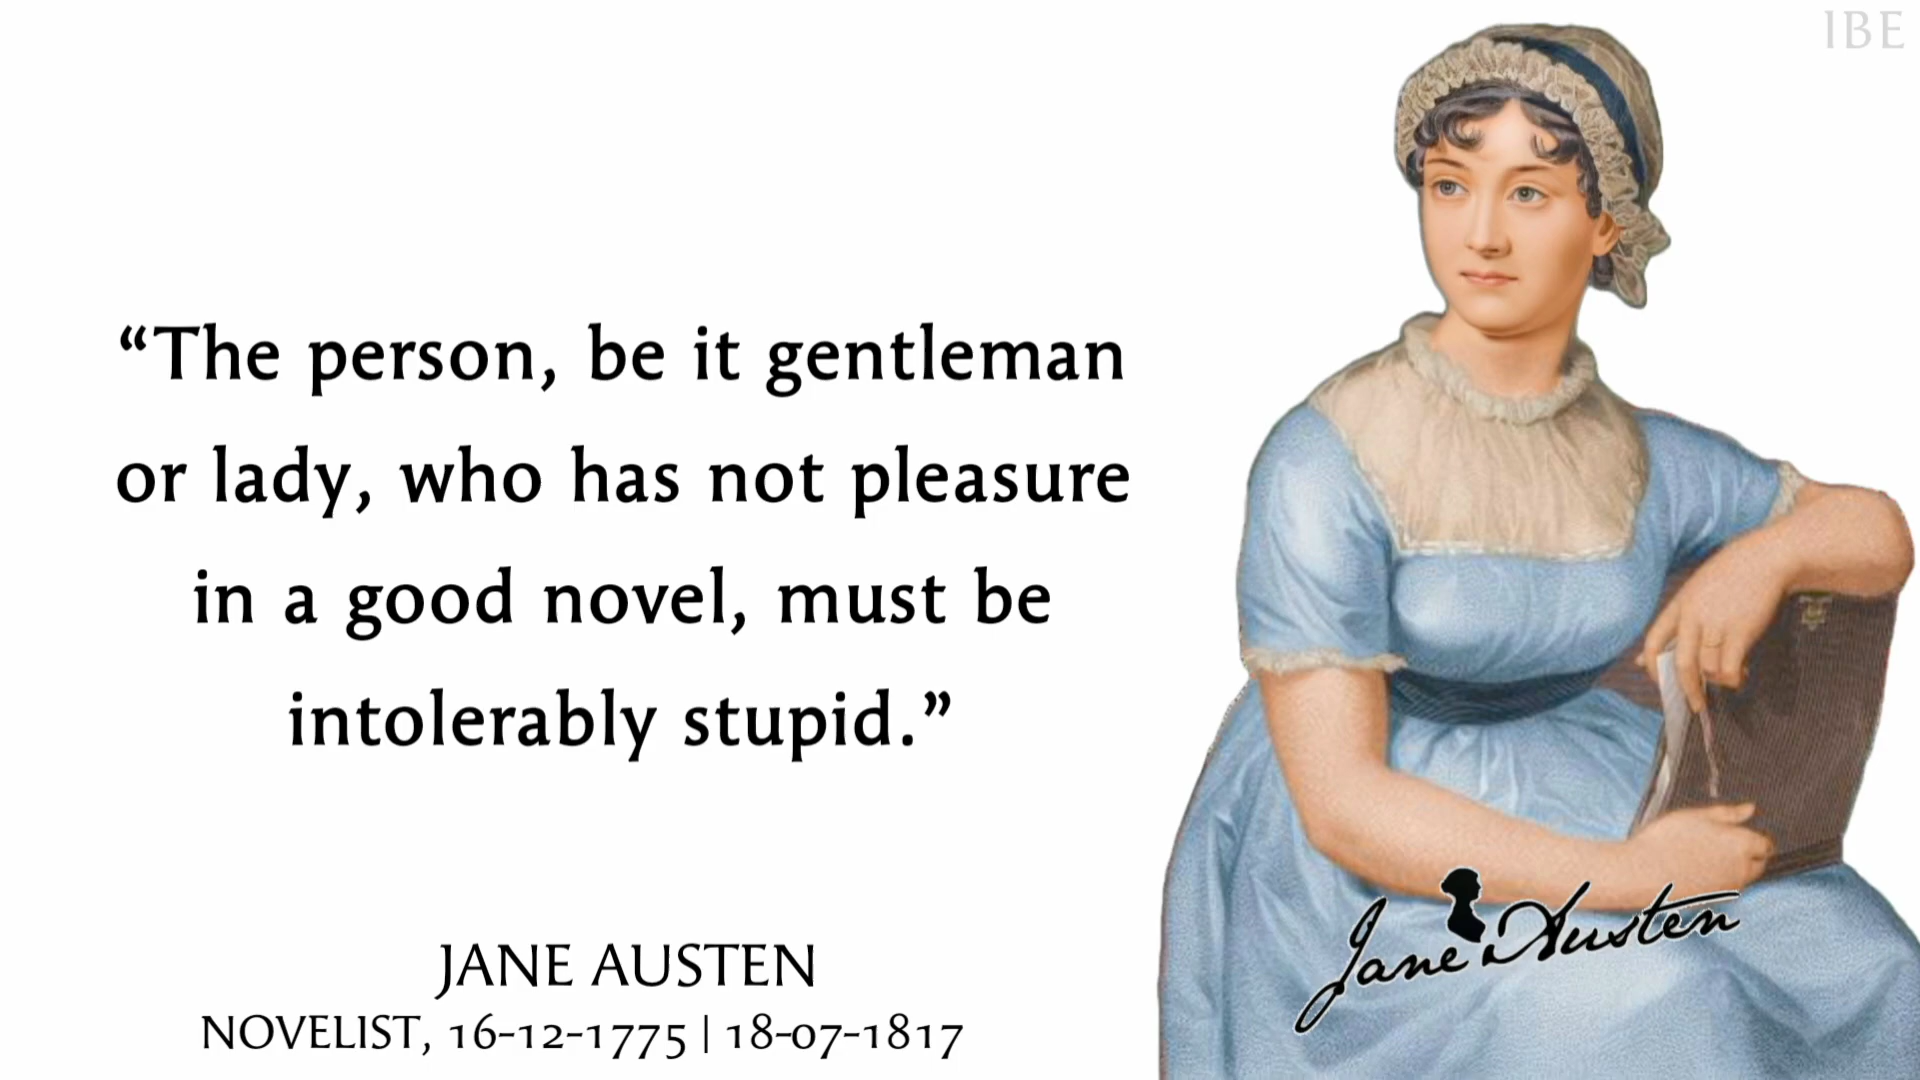 IBE
“The person, be it gentleman
or lady, who has not pleasure
in a good novel, must be
intolerably stupid.”
JANE AUSTEN
NOVELIST, 16-12-1775 | 18-07-1817
Jane Austen